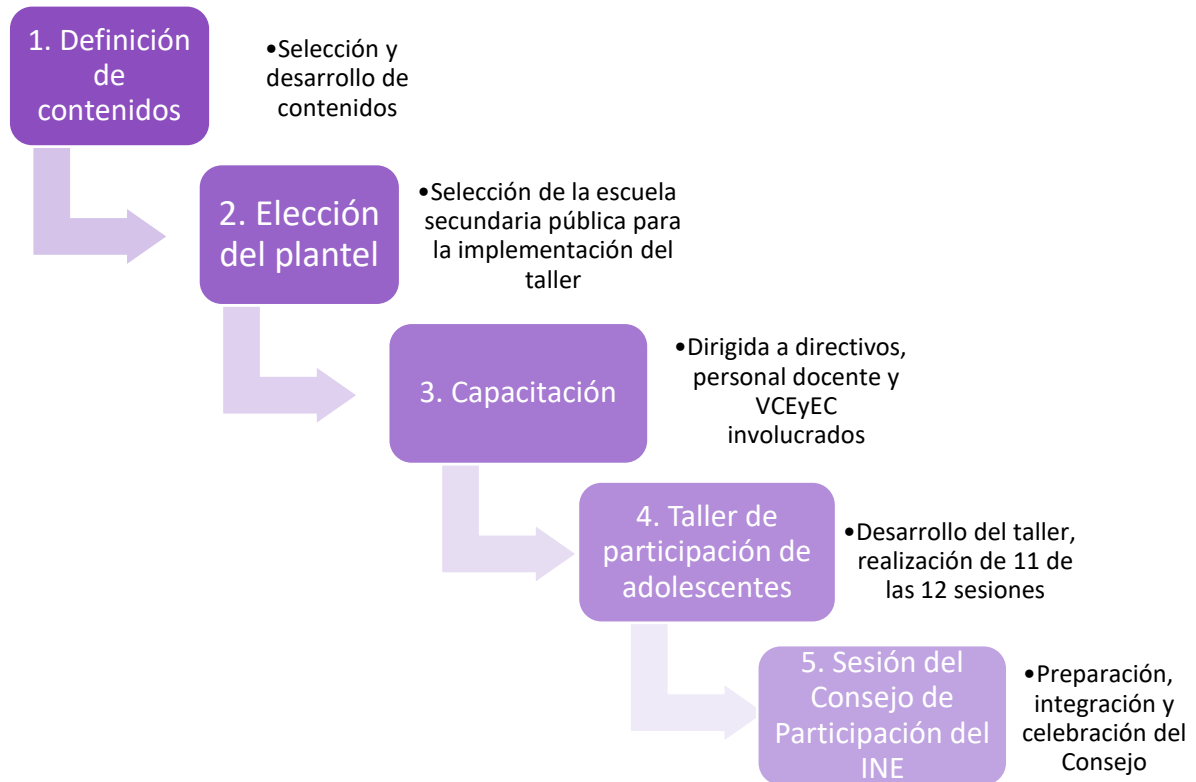 1. Definición
de
contenidos
•Selección y
desarrollo de
contenidos
2. Elección
del plantel
•Selección de la escuela
secundaria pública para
la implementación del
taller
3. Capacitación
•Dirigida a directivos,
personal docente y
VCEyEC
involucrados
4. Taller de
participación de
adolescentes
•Desarrollo del taller,
realización de 11 de
las 12 sesiones
5. Sesión del
Consejo de
Participación del
INE
•Preparación,
integración y
celebración del
Consejo